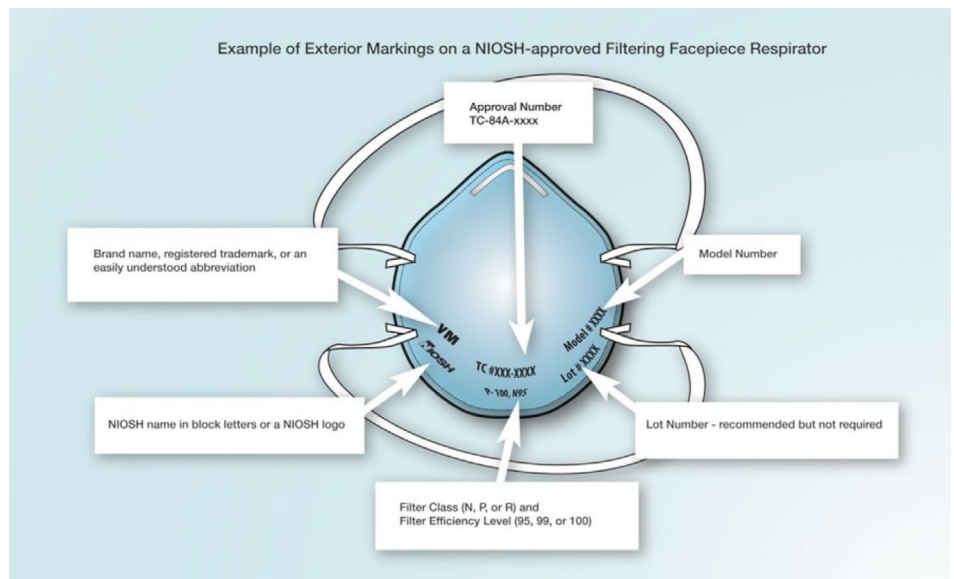 Example of Exterior Markings on a NIOSH-approved Filtering Facepiece Respirator
Approval Number
TC-84A-xxxx
Brand name, registered trademark, or an
easily understood abbreviation
Model Number
VM
NIOSH
TC #XXX-XXXX
P-100, N95
Model # XXXX
Lot # XXXX
NIOSH name in block letters or a NIOSH logo
Lot Number - recommended but not required
Filter Class (N, P, or R) and
Filter Efficiency Level (95, 99, or 100)